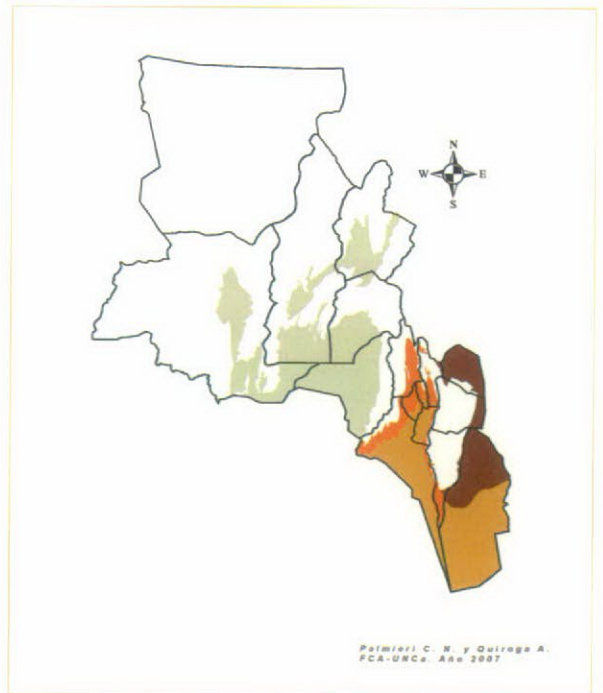 N
W E
S
Palmieri C. N. y Quiroga A.
FCA-UNCa. Año 2007